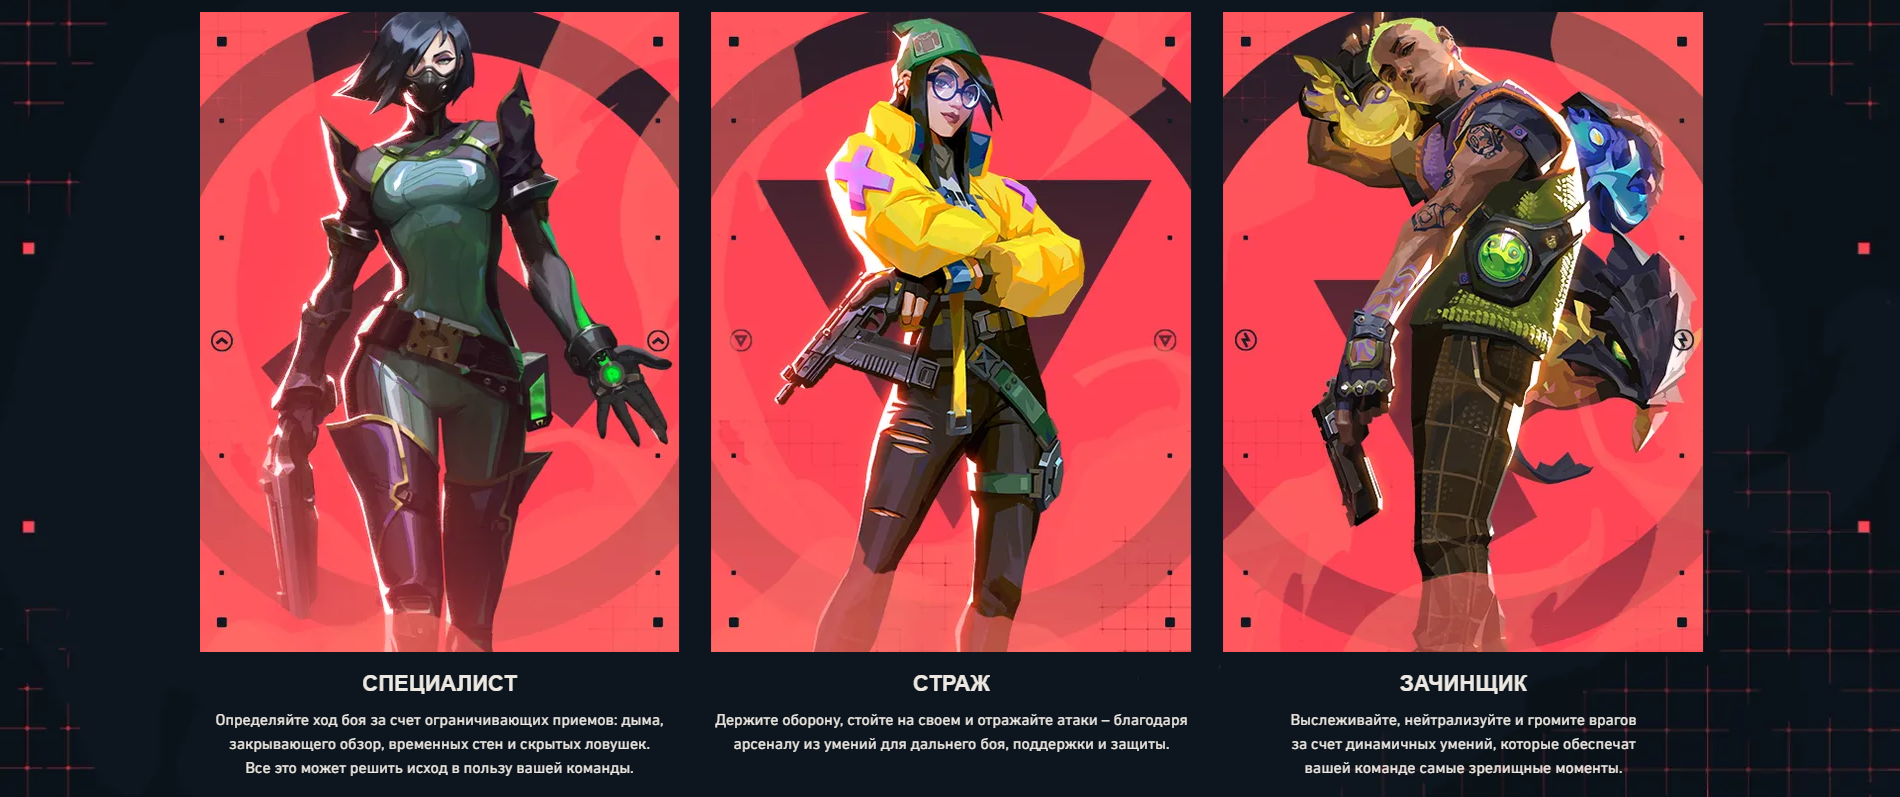 СПЕЦИАЛИСТ
Определяйте ход боя за счет ограничивающих приемов: дыма,
закрывающего обзор, временных стен и скрытых ловушек.
Все это может решить исход в пользу вашей команды.
СТРАЖ
Держите оборону, стойте на своем и отражайте атаки – благодаря
арсеналу из умений для дальнего боя, поддержки и защиты.
ЗАЧИНЩИК
Выслеживайте, нейтрализуйте и громите врагов
за счет динамичных умений, которые обеспечат
вашей команде самые зрелищные моменты.